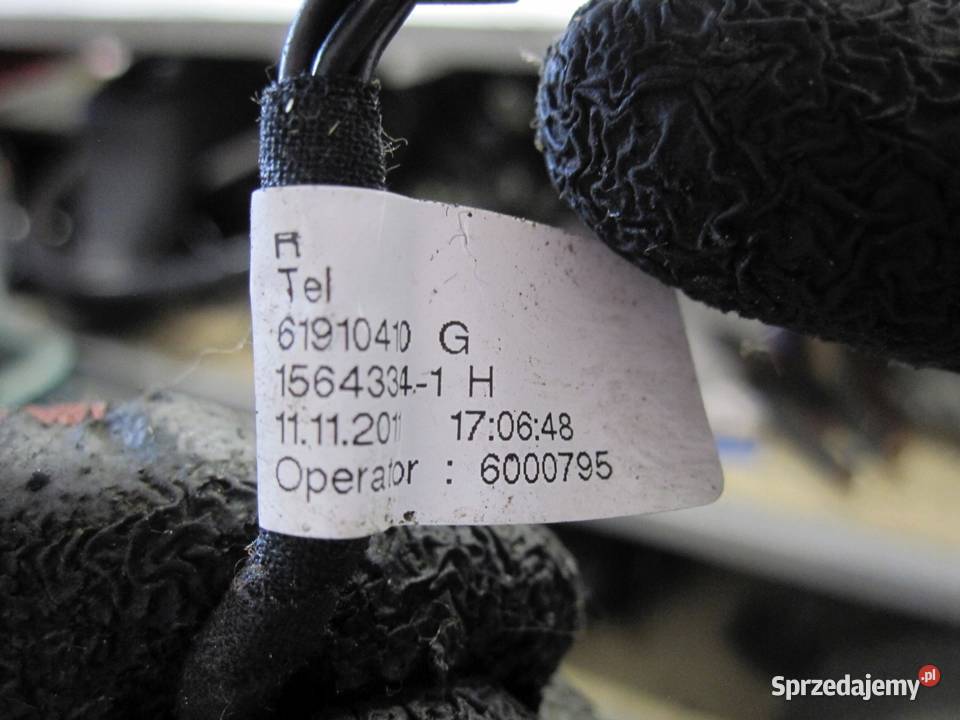 R
Tel
61910410 G
1564334-1 H
11.11.2011 17:06:48
Operator : 6000795
Sprzedajemy.pl